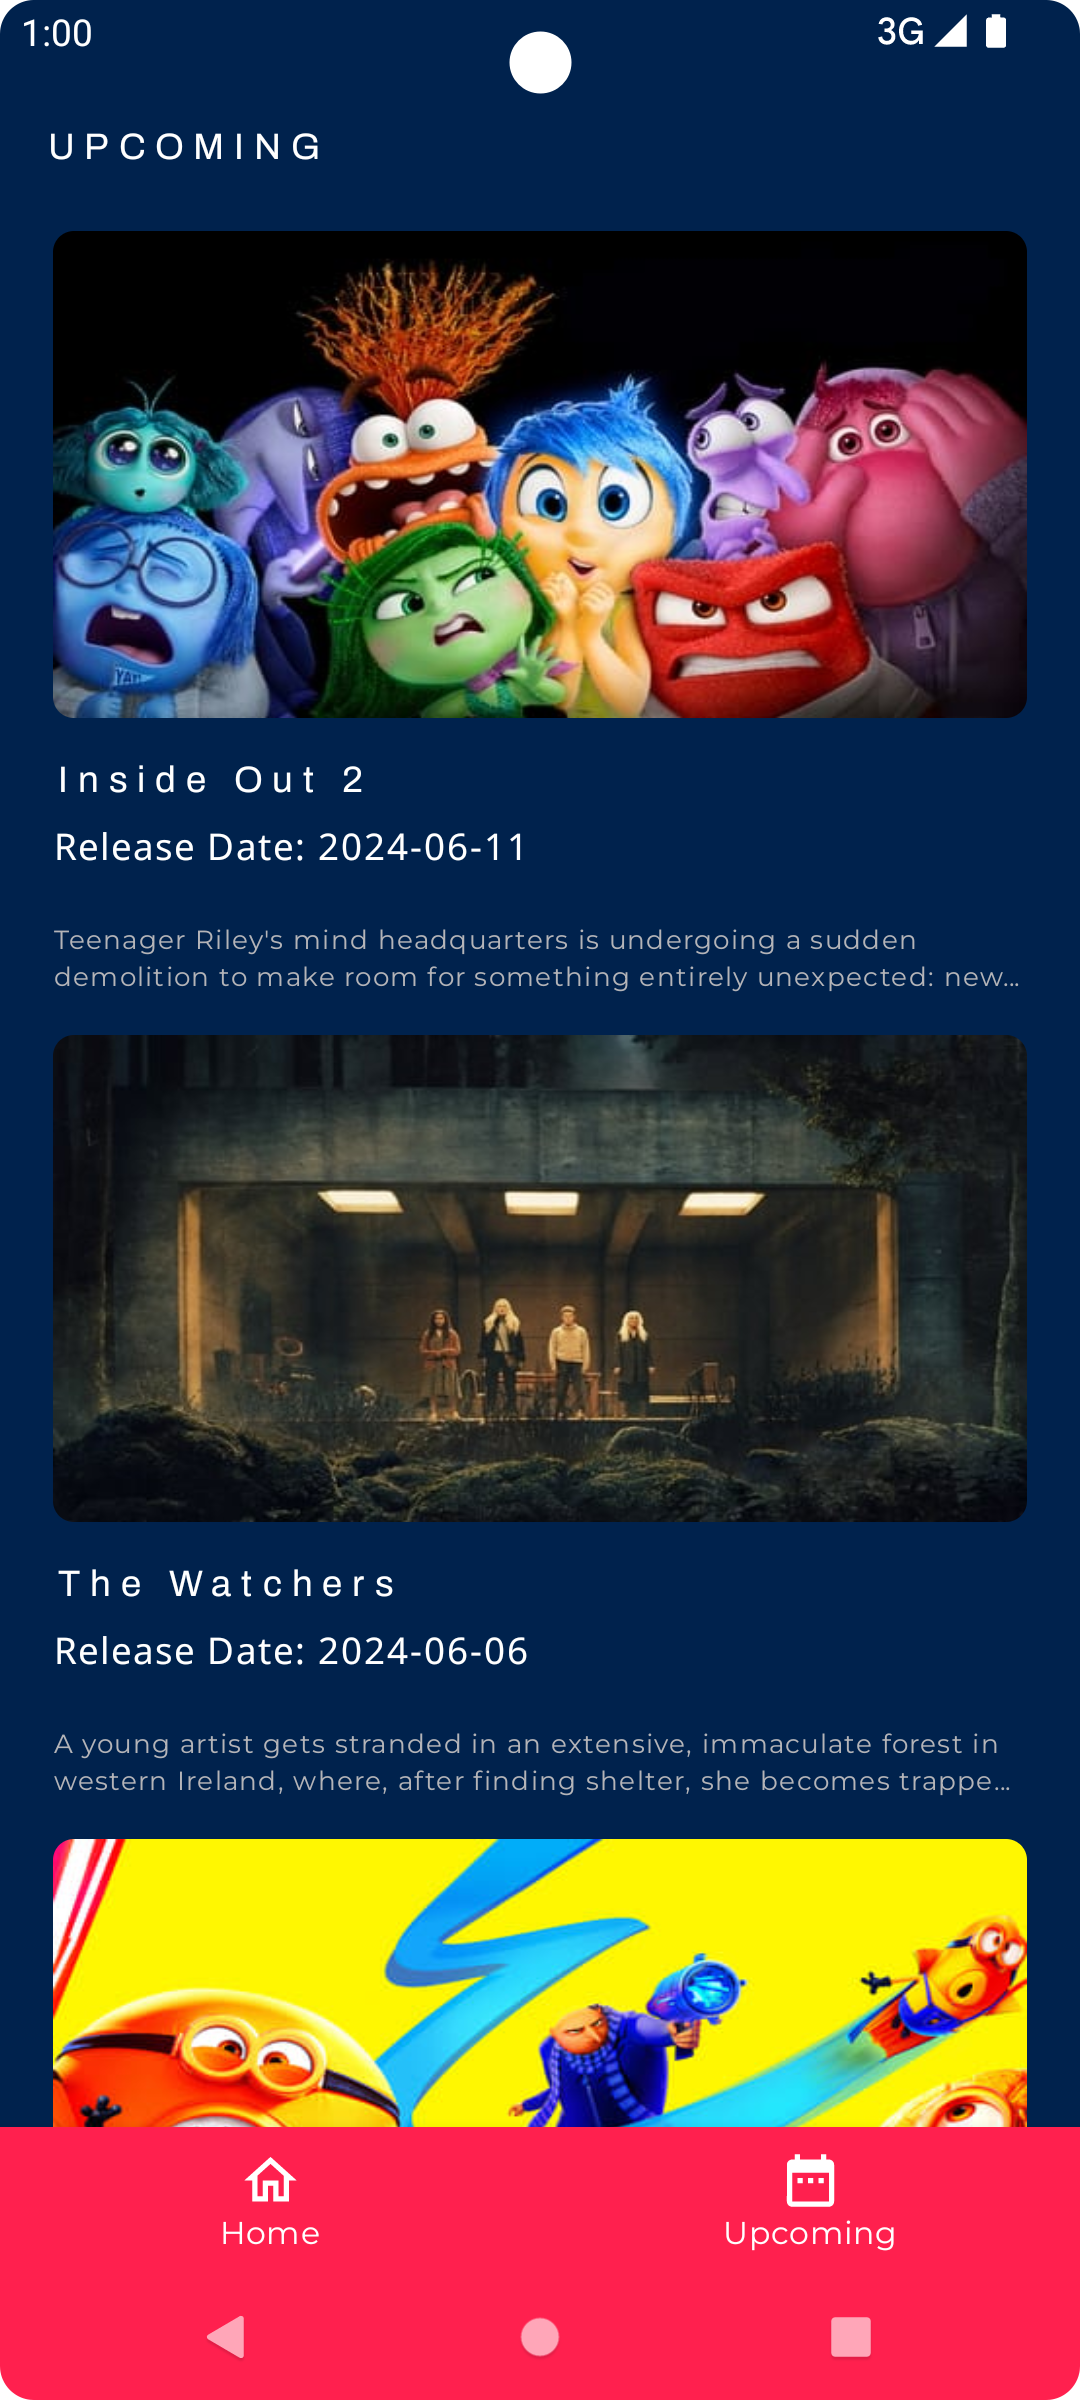 1:00
3G
UPCOMING
Inside Out 2
Release Date: 2024-06-11
Teenager Riley's mind headquarters is undergoing a sudden
demolition to make room for something entirely unexpected: new...
The Watchers
Release Date: 2024-06-06
A young artist gets stranded in an extensive, immaculate forest in
western Ireland, where, after finding shelter, she becomes trappe...
Home
Upcoming